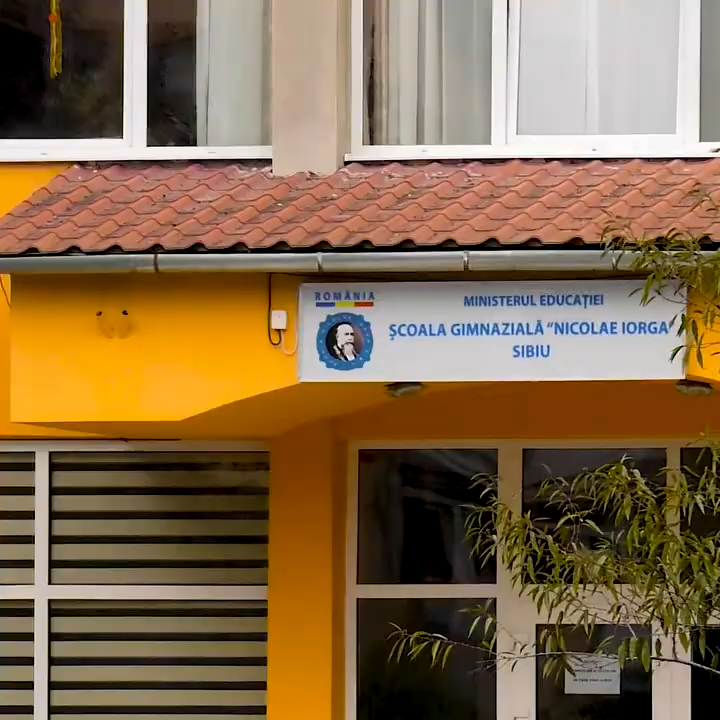 ROMÂNIA
MINISTERUL EDUCAȚIEI
ȘCOALA GIMNAZIALĂ “NICOLAE IORGA”
SIBIU